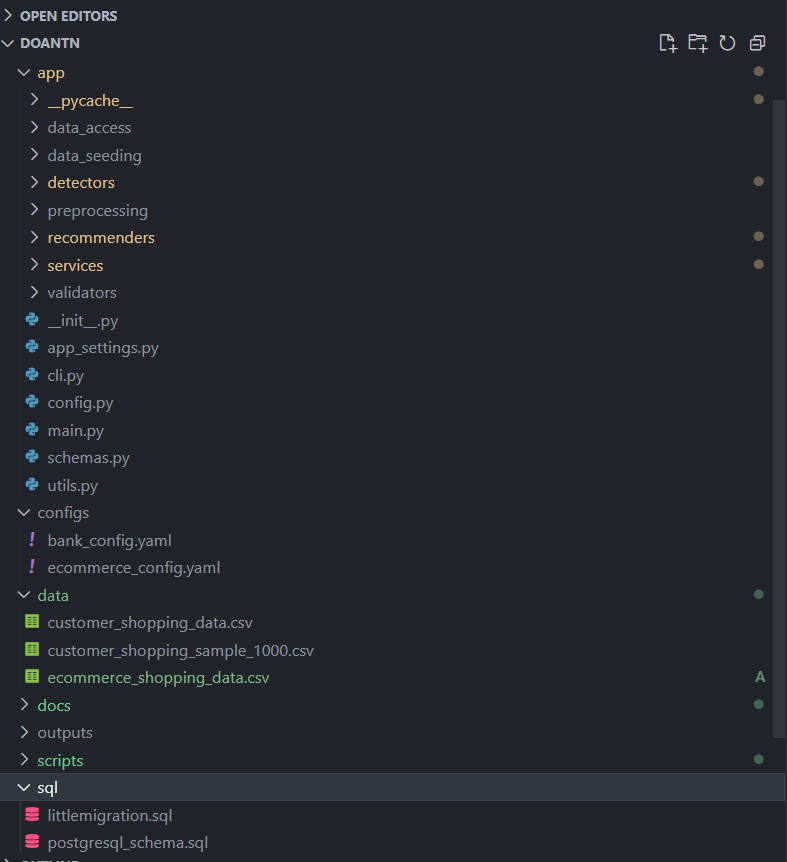 OPEN EDITORS
DOANTN
app
__pycache__
data_access
data_seeding
detectors
preprocessing
recommenders
services
validators
__init__.py
app_settings.py
cli.py
config.py
main.py
schemas.py
utils.py
configs
! bank_config.yaml
! ecommerce_config.yaml
data
customer_shopping_data.csv
customer_shopping_sample_1000.csv
ecommerce_shopping_data.csv A
docs
outputs
scripts
sql
littlemigration.sql
postgresql_schema.sql